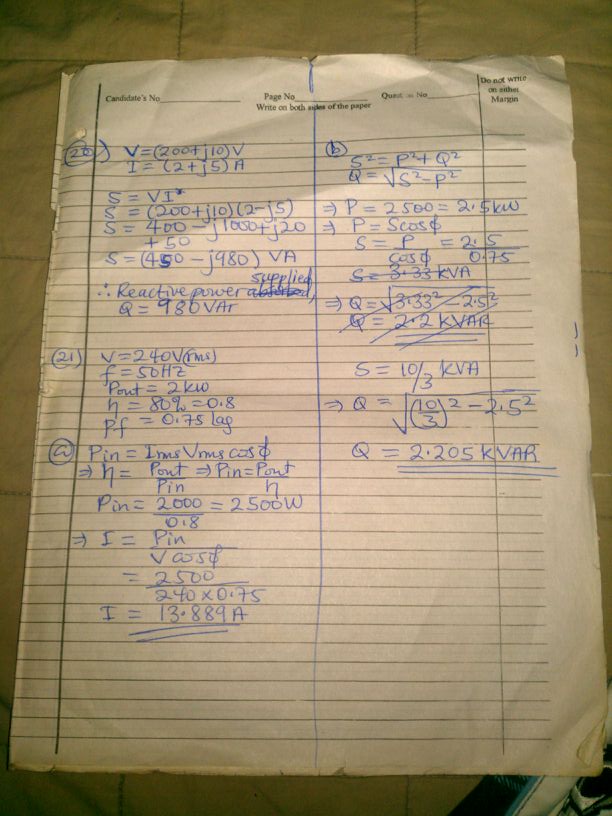 Candidate's No
Page No
Question No
Do not write
on either
Margin
Write on both sides of the paper
20) V = (200+j10) V
I = (2+j5) A
S = VI*
S = (200+j10)(2-j5)
S = 400 - j1000 + j20
+ 50
S = (450 - j980) VA
supplied
∴ Reactive power absorbed,
Q = 980 VAr
(21) V = 240V(rms)
f = 50Hz
Pout = 2kW
η = 80% = 0.8
Pf = 0.75 lag
(a) Pin = Irms Vrms cosϕ
⇒ η = Pout/Pin ⇒ Pin = Pout/η
Pin = 2000/0.8 = 2500W
⇒ I = Pin/Vcosϕ
= 2500/240×0.75
I = 13.889A
(b)
S² = P² + Q²
Q = √S²-P²
⇒ P = 2500 = 2.5kW
⇒ P = Scosϕ
S = P/cosϕ = 2.5/0.75
S = 3.33 KVA
⇒ Q = √3.33² - 2.5²
Q = 2.2 KVAR
S = 10/3 KVA
⇒ Q = √(10/3)² - 2.5²
Q = 2.205 KVAR